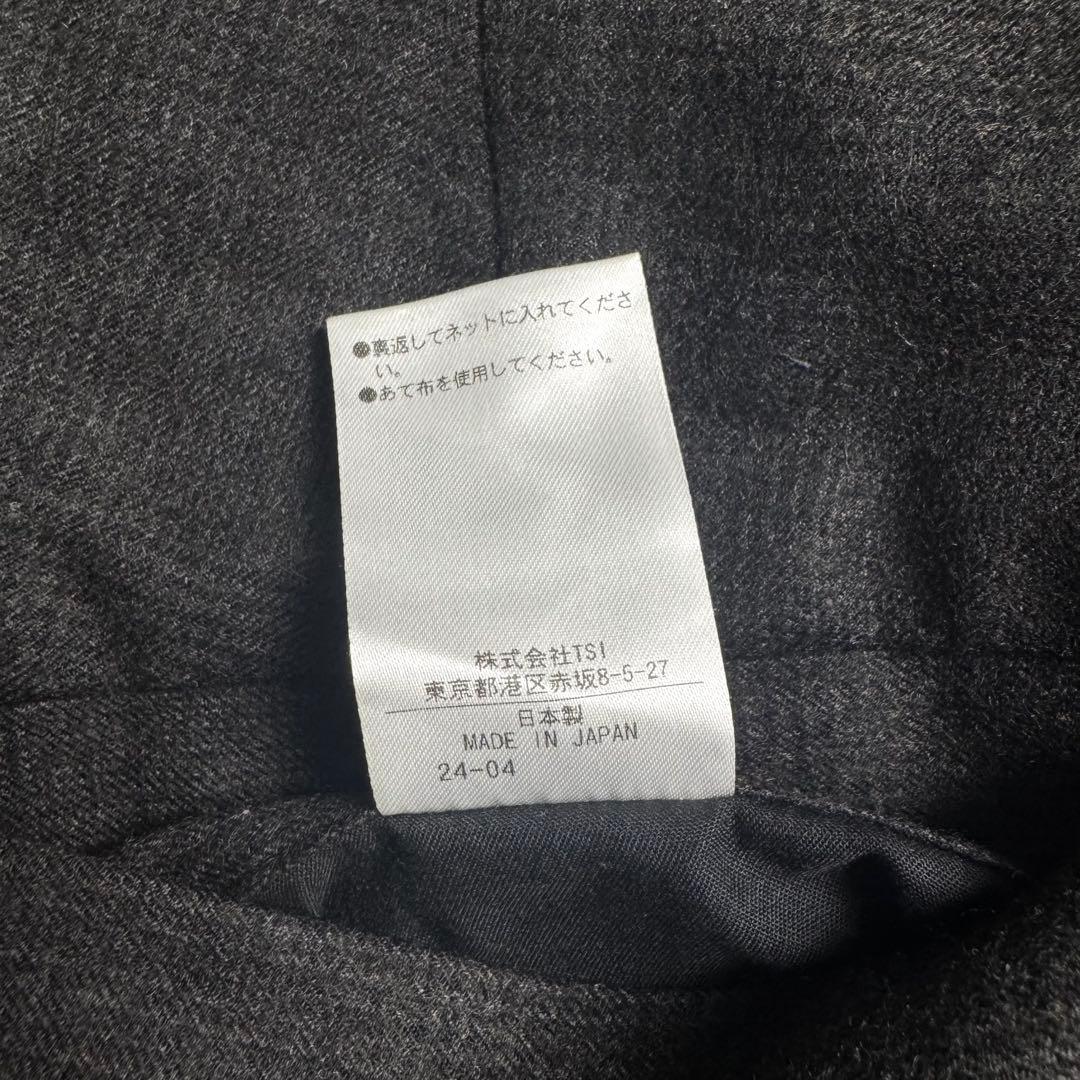 ●裏返してネットに入れてくださ
い。
●あて布を使用してください。
株式会社TSI
東京都港区赤坂8-5-27
日本製
MADE IN JAPAN
24-04